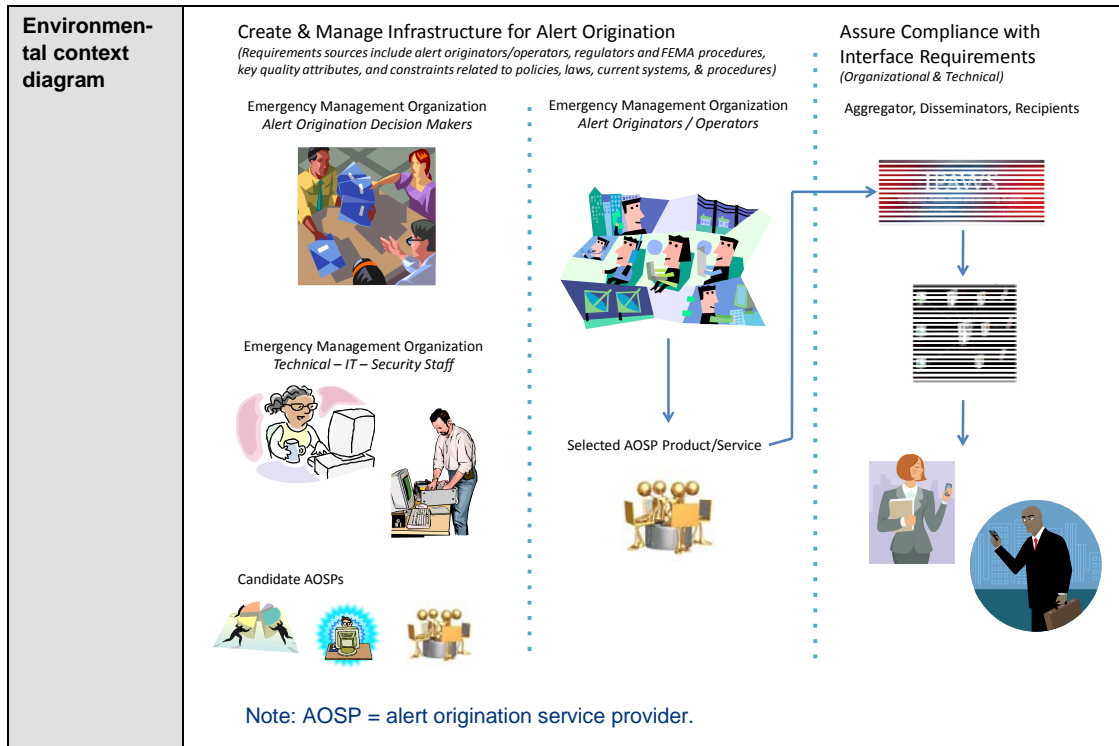 Environmen-
tal context
diagram
Create & Manage Infrastructure for Alert Origination
(Requirements sources include alert originators/operators, regulators and FEMA procedures,
key quality attributes, and constraints related to policies, laws, current systems, & procedures)
Emergency Management Organization
Alert Origination Decision Makers
Emergency Management Organization
Technical – IT – Security Staff
Candidate AOSPs
Emergency Management Organization
Alert Originators / Operators
Selected AOSP Product/Service
Assure Compliance with
Interface Requirements
(Organizational & Technical)
Aggregator, Disseminators, Recipients
IPAWS
Note: AOSP = alert origination service provider.